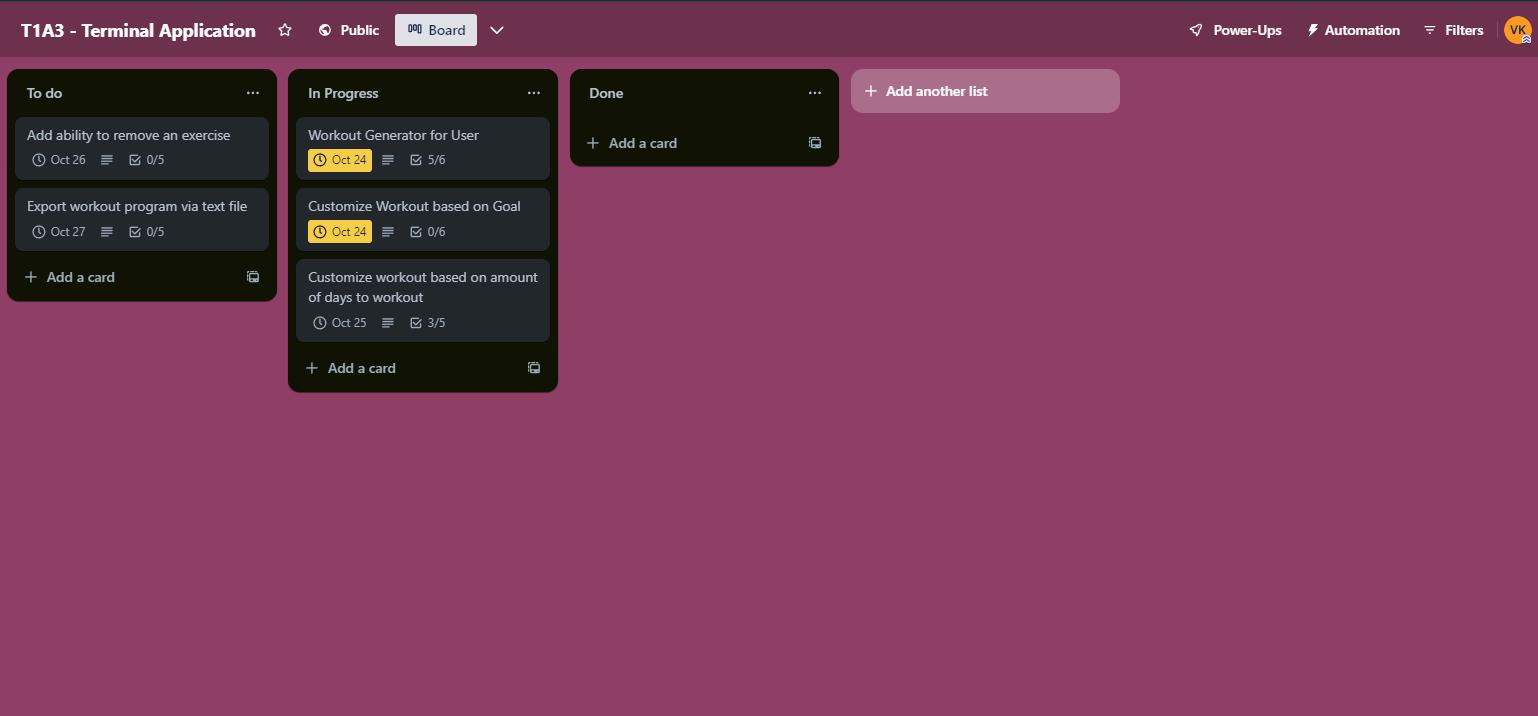 T1A3 - Terminal Application
Public
Board
Power-Ups
Automation
Filters
VK
To do
Add ability to remove an exercise
Oct 26 0/5
Export workout program via text file
Oct 27 0/5
Add a card
In Progress
Workout Generator for User
Oct 24 5/6
Customize Workout based on Goal
Oct 24 0/6
Customize workout based on amount
of days to workout
Oct 25 3/5
Add a card
Done
Add a card
Add another list